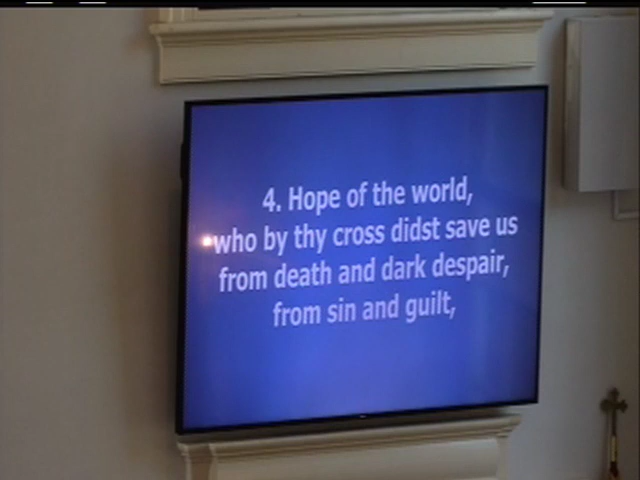 4. Hope of the world,
who by thy cross didst save us
from death and dark despair,
from sin and guilt,